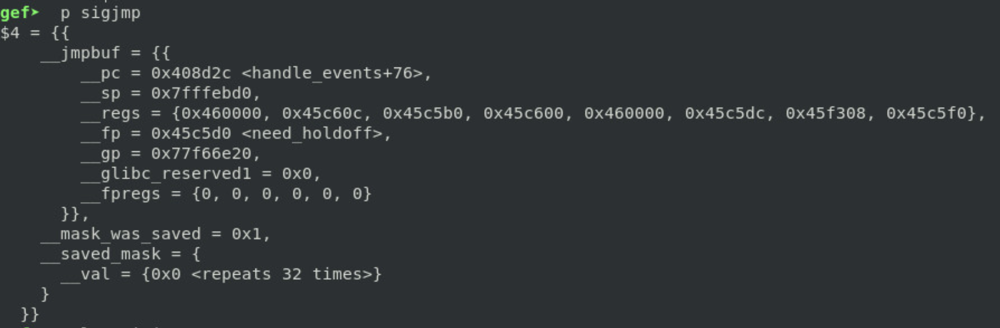 gef➤  p sigjmp
$4 = {{
    __jmpbuf = {{
        __pc = 0x408d2c <handle_events+76>,
        __sp = 0x7fffebd0,
        __regs = {0x460000, 0x45c60c, 0x45c5b0, 0x45c600, 0x460000, 0x45c5dc, 0x45f308, 0x45c5f0},
        __fp = 0x45c5d0 <need_holdoff>,
        __gp = 0x77f66e20,
        __glibc_reserved1 = 0x0,
        __fpregs = {0, 0, 0, 0, 0, 0}
      }},
    __mask_was_saved = 0x1,
    __saved_mask = {
      __val = {0x0 <repeats 32 times>}
    }
  }}